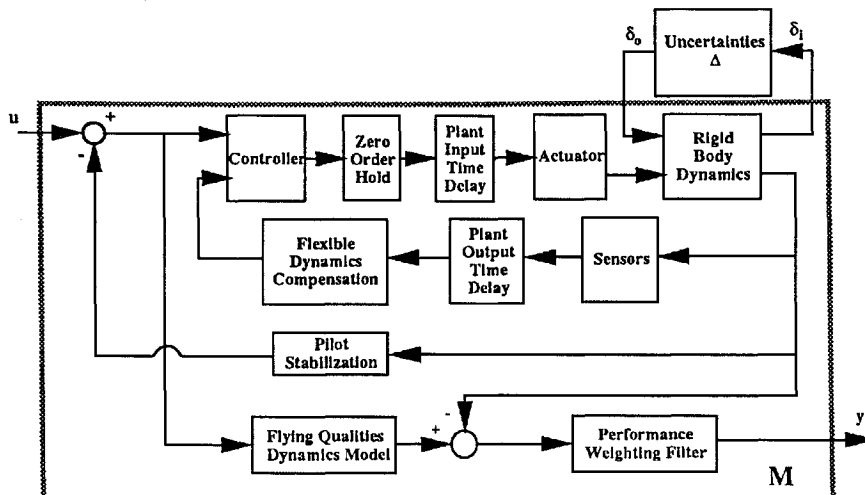 δo
Uncertainties
Δ
δi
u
+
-
Controller
Zero
Order
Hold
Plant
Input
Time
Delay
Actuator
Rigid
Body
Dynamics
Flexible
Dynamics
Compensation
Plant
Output
Time
Delay
Sensors
Pilot
Stabilization
-
+
Flying Qualities
Dynamics Model
Performance
Weighting Filter
y
M